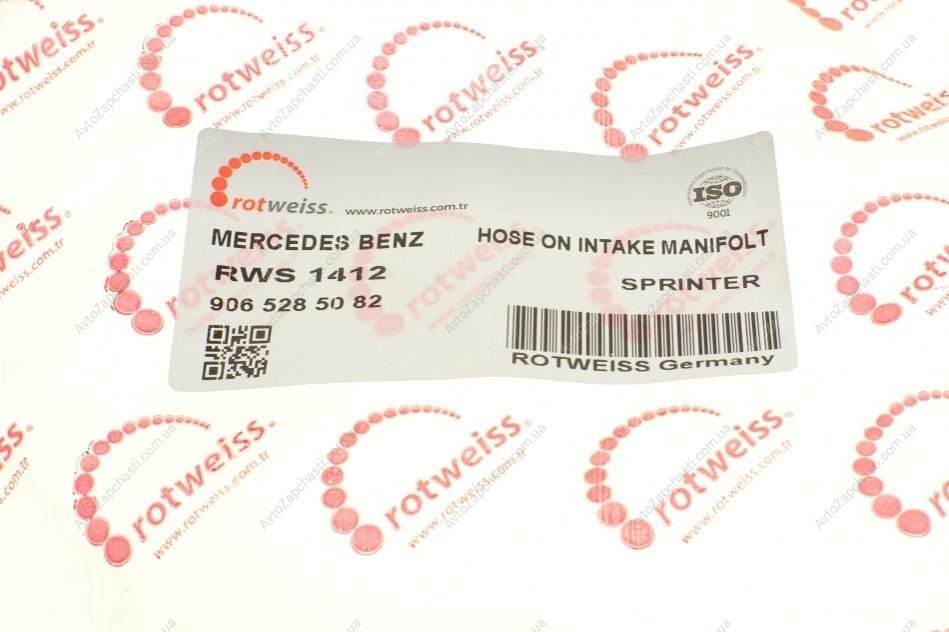 rotweiss® www.rotweiss.com.tr
ISO
9001
MERCEDES BENZ
HOSE ON INTAKE MANIFOLT
RWS 1412
SPRINTER
906 528 50 82
ROTWEISS Germany
rotweiss®
www.rotweiss.com.tr
AvtoZapchasti.com.ua